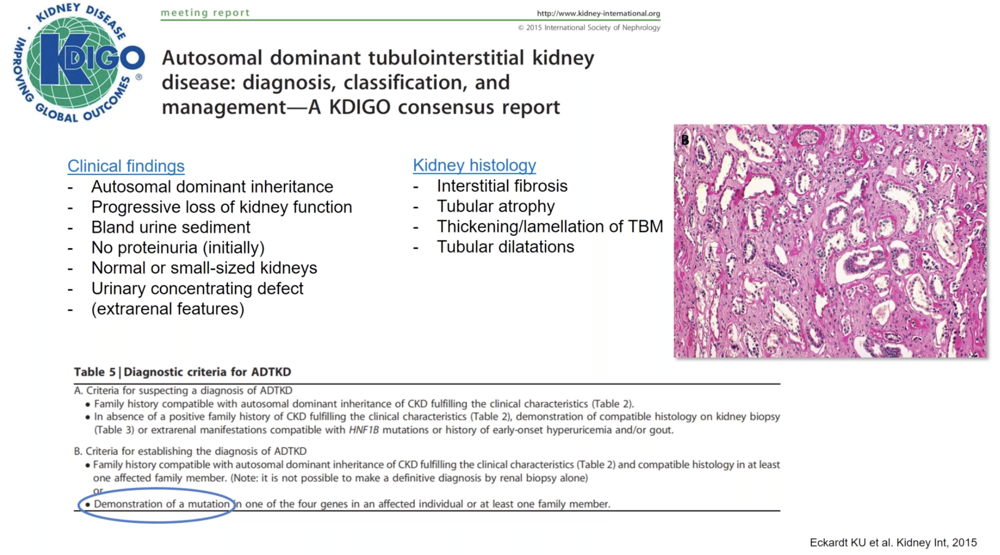 KIDNEY DISEASE
IMPROVING GLOBAL OUTCOMES
KDIGO
®
meeting report
http://www.kidney-international.org
© 2015 International Society of Nephrology
Autosomal dominant tubulointerstitial kidney
disease: diagnosis, classification, and
management—A KDIGO consensus report
Clinical findings
- Autosomal dominant inheritance
- Progressive loss of kidney function
- Bland urine sediment
- No proteinuria (initially)
- Normal or small-sized kidneys
- Urinary concentrating defect
- (extrarenal features)
Kidney histology
- Interstitial fibrosis
- Tubular atrophy
- Thickening/lamellation of TBM
- Tubular dilatations
B
Table 5 | Diagnostic criteria for ADTKD
A. Criteria for suspecting a diagnosis of ADTKD
• Family history compatible with autosomal dominant inheritance of CKD fulfilling the clinical characteristics (Table 2).
• In absence of a positive family history of CKD fulfilling the clinical characteristics (Table 2), demonstration of compatible histology on kidney biopsy
(Table 3) or extrarenal manifestations compatible with HNF1B mutations or history of early-onset hyperuricemia and/or gout.
B. Criteria for establishing the diagnosis of ADTKD
• Family history compatible with autosomal dominant inheritance of CKD fulfilling the clinical characteristics (Table 2) and compatible histology in at least
one affected family member. (Note: it is not possible to make a definitive diagnosis by renal biopsy alone)
or
• Demonstration of a mutation in one of the four genes in an affected individual or at least one family member.
Eckardt KU et al. Kidney Int, 2015